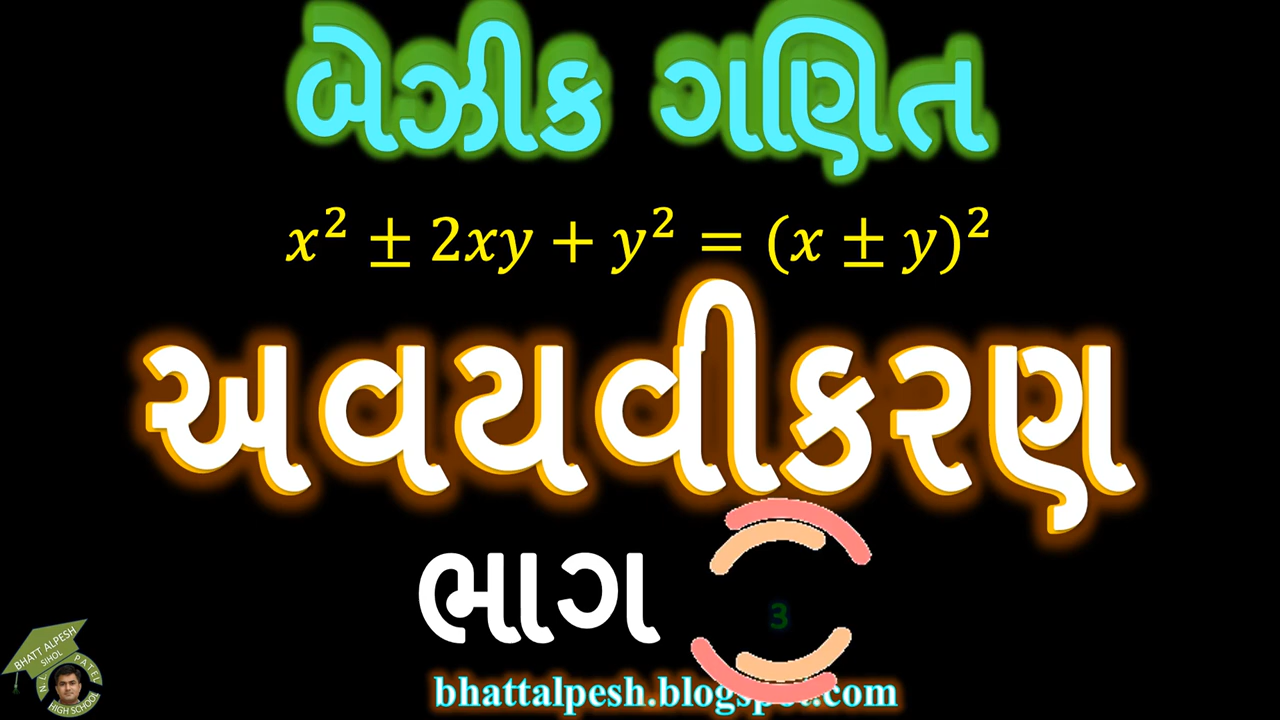 બેઝીક ગણિત
x² ± 2xy + y² = (x ± y)²
અવયવીકરણ
ભાગ 3
bhattalpesh.blogspot.com
BHATT ALPESH
SIHOL
N. L. PATEL
HIGH SCHOOL